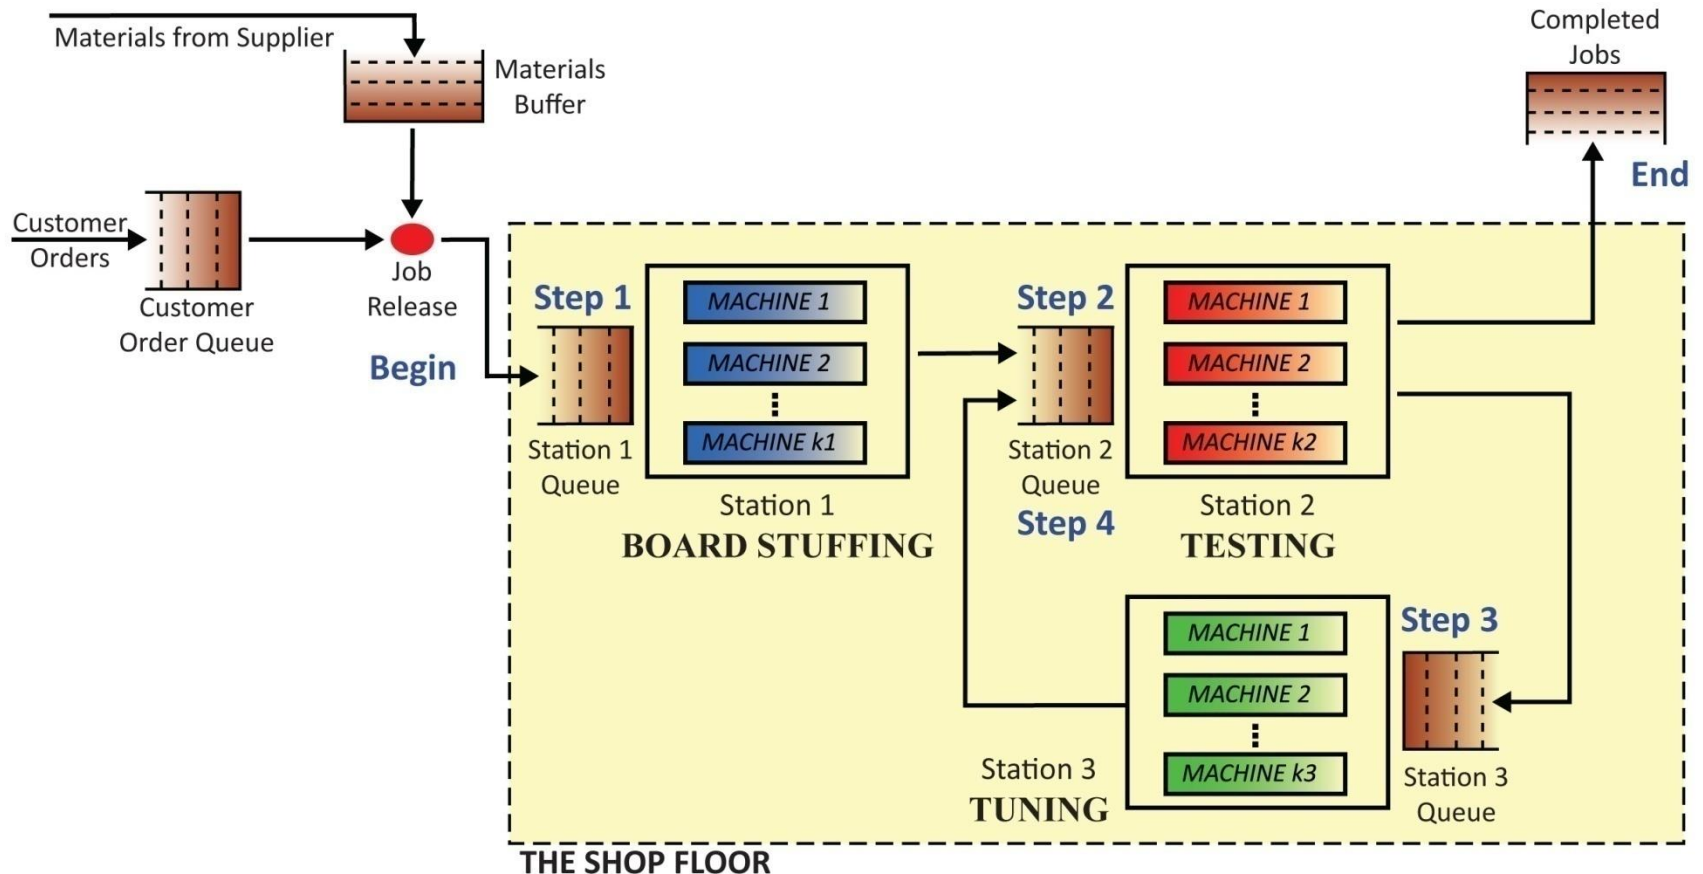 Materials from Supplier
Materials
Buffer
Completed
Jobs
End
Customer
Orders
Customer
Order Queue
Job
Release
Begin
Step 1
Station 1
Queue
MACHINE 1
MACHINE 2
MACHINE k1
Station 1
BOARD STUFFING
Step 2
Station 2
Queue
Step 4
MACHINE 1
MACHINE 2
MACHINE k2
Station 2
TESTING
Step 3
Station 3
Queue
MACHINE 1
MACHINE 2
MACHINE k3
Station 3
TUNING
THE SHOP FLOOR